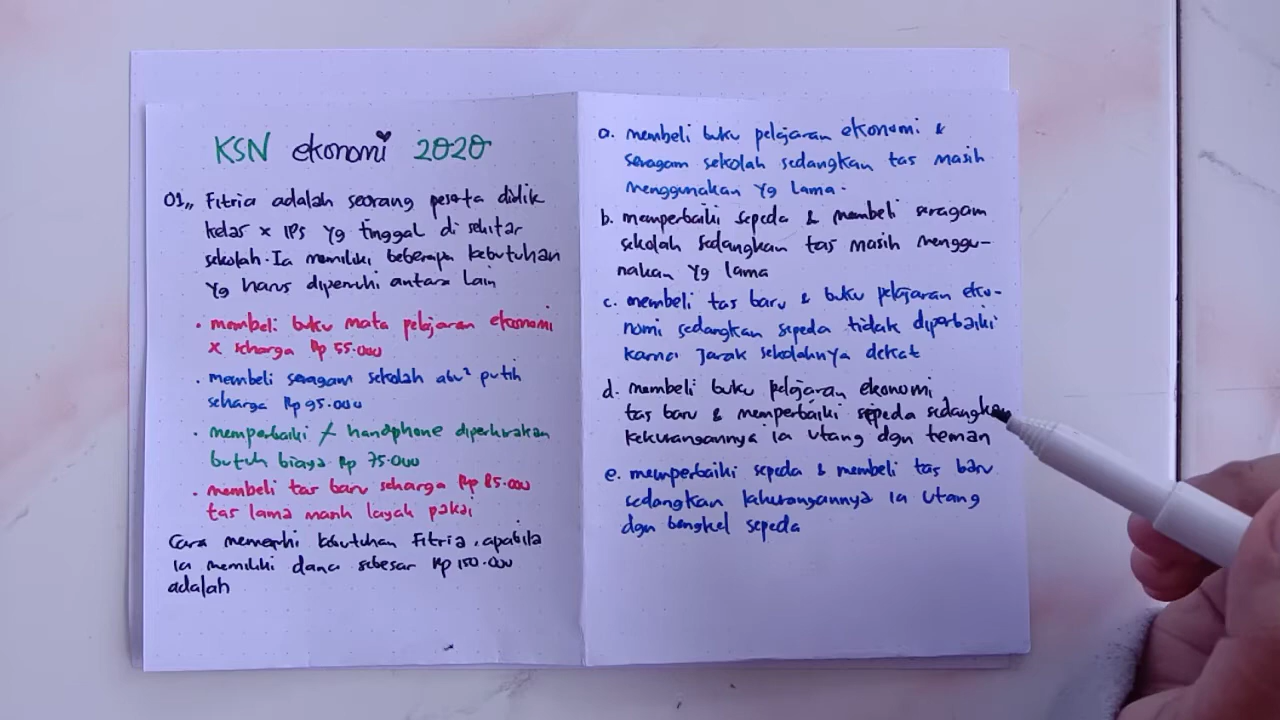 KSN ekonomi 2020
01,, Fitria adalah seorang peserta didik
kelas X IPS yg tinggal di sekitar
sekolah. Ia memiliki beberapa kebutuhan
yg harus dipenuhi antara lain
• membeli buku mata pelajaran ekonomi
X seharga Rp 55.000
• membeli seragam sekolah abu² putih
seharga Rp 95.000
• memperbaiki handphone diperkirakan
butuh biaya Rp 75.000
• membeli tas baru seharga Rp 85.000
tas lama masih layak pakai
Cara memenuhi kebutuhan Fitria, apabila
Ia memiliki dana sebesar Rp 150.000
adalah
a. membeli buku pelajaran ekonomi &
seragam sekolah sedangkan tas masih
menggunakan yg lama.
b. memperbaiki sepeda & membeli seragam
sekolah sedangkan tas masih menggu-
nakan yg lama
c. membeli tas baru & buku pelajaran eko-
nomi sedangkan sepeda tidak diperbaiki
karna jarak sekolahnya dekat
d. membeli buku pelajaran ekonomi,
tas baru & memperbaiki sepeda sedangkan
kekurangannya ia utang dgn teman
e. memperbaiki sepeda & membeli tas baru
sedangkan kekurangannya ia utang
dgn bengkel sepeda